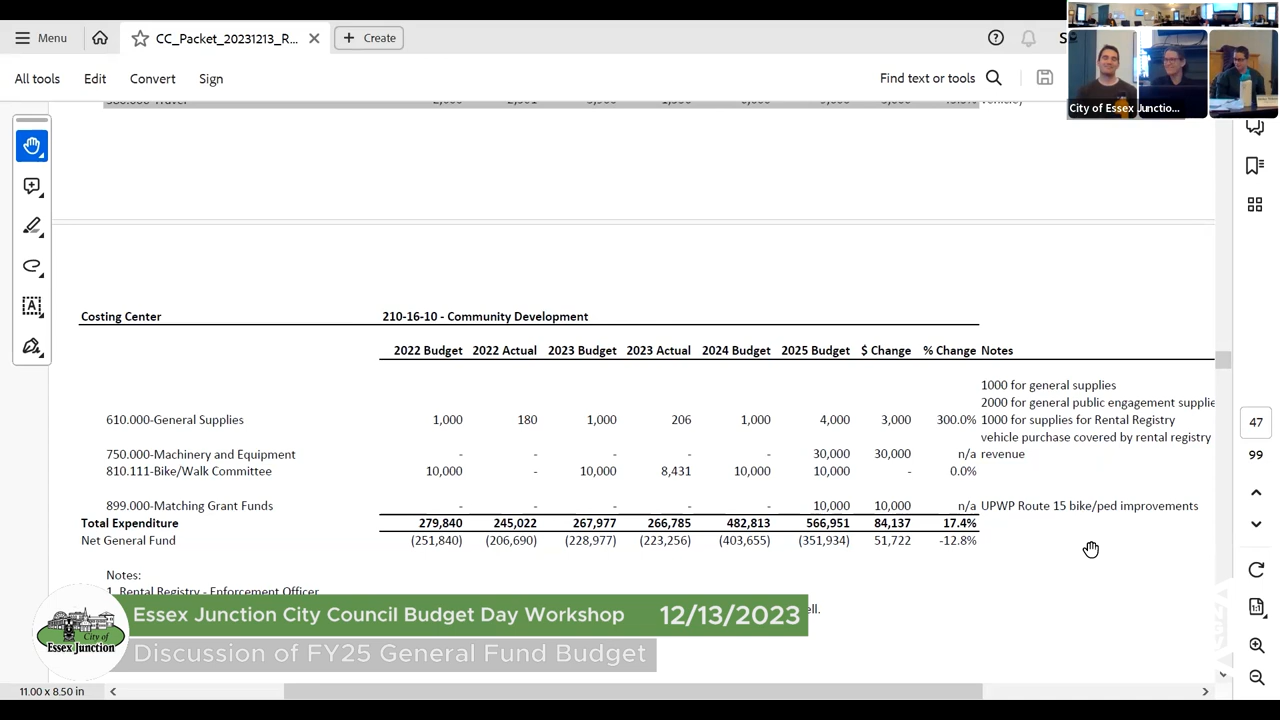 Menu CC_Packet_20231213_R... Create
All tools Edit Convert Sign Find text or tools
City of Essex Junctio...
Costing Center 210-16-10 - Community Development
2022 Budget 2022 Actual 2023 Budget 2023 Actual 2024 Budget 2025 Budget $ Change % Change Notes
1000 for general supplies
2000 for general public engagement supplie
610.000-General Supplies 1,000 180 1,000 206 1,000 4,000 3,000 300.0% 1000 for supplies for Rental Registry
vehicle purchase covered by rental registry
750.000-Machinery and Equipment - - - - - 30,000 30,000 n/a revenue
810.111-Bike/Walk Committee 10,000 - 10,000 8,431 10,000 10,000 - 0.0%
899.000-Matching Grant Funds - - - - - 10,000 10,000 n/a UPWP Route 15 bike/ped improvements
Total Expenditure 279,840 245,022 267,977 266,785 482,813 566,951 84,137 17.4%
Net General Fund (251,840) (206,690) (228,977) (223,256) (403,655) (351,934) 51,722 -12.8%
Notes:
1. Rental Registry - Enforcement Officer
ell.
City of
Essex Junction
Essex Junction City Council Budget Day Workshop 12/13/2023
Discussion of FY25 General Fund Budget
47
99
11.00 x 8.50 in